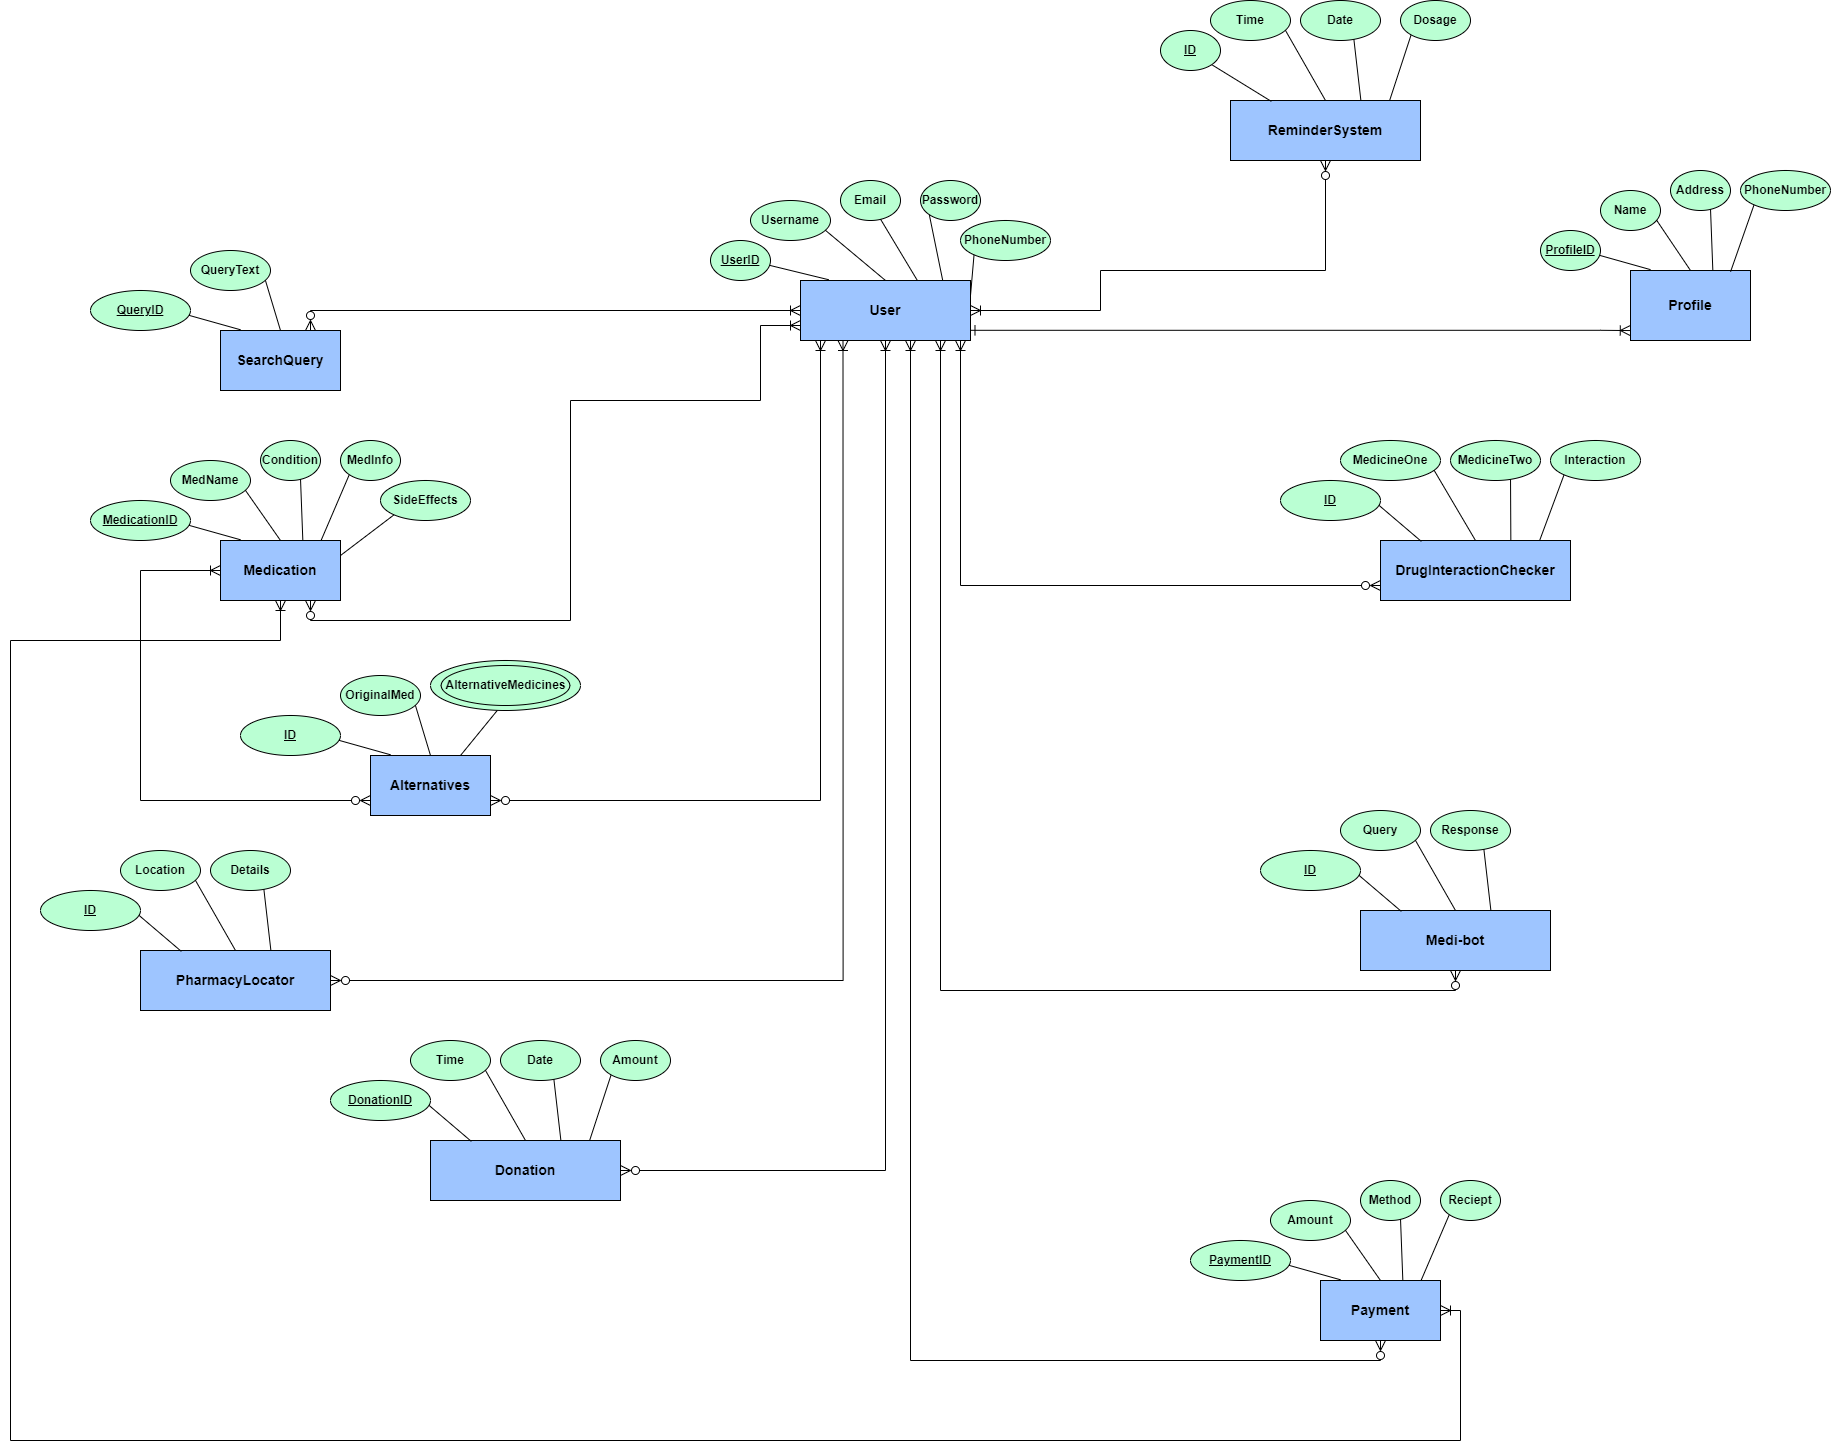 Time
Date
Dosage
ID
ReminderSystem
Username
Email
Password
PhoneNumber
UserID
User
Name
Address
PhoneNumber
ProfileID
Profile
QueryText
QueryID
SearchQuery
MedName
Condition
MedInfo
SideEffects
MedicationID
Medication
MedicineOne
MedicineTwo
Interaction
ID
DrugInteractionChecker
OriginalMed
AlternativeMedicines
ID
Alternatives
Location
Details
ID
PharmacyLocator
Query
Response
ID
Medi-bot
Time
Date
Amount
DonationID
Donation
Amount
Method
Reciept
PaymentID
Payment